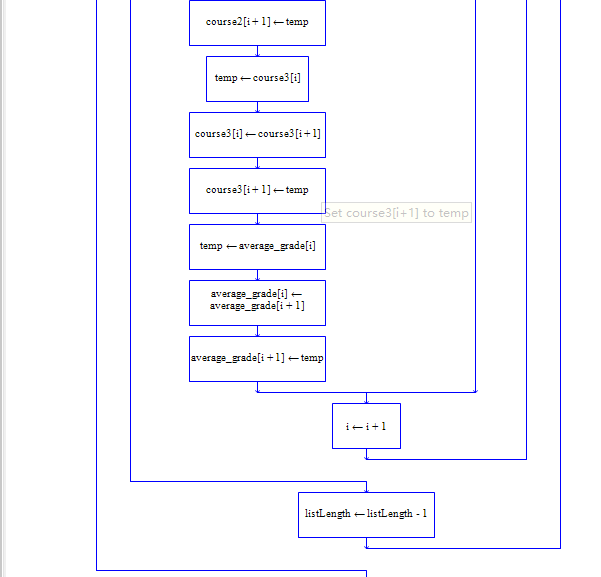 course2[i + 1] ← temp
temp ← course3[i]
course3[i] ← course3[i + 1]
course3[i + 1] ← temp
Set course3[i+1] to temp
temp ← average_grade[i]
average_grade[i] ←
average_grade[i + 1]
average_grade[i + 1] ← temp
i ← i + 1
listLength ← listLength - 1